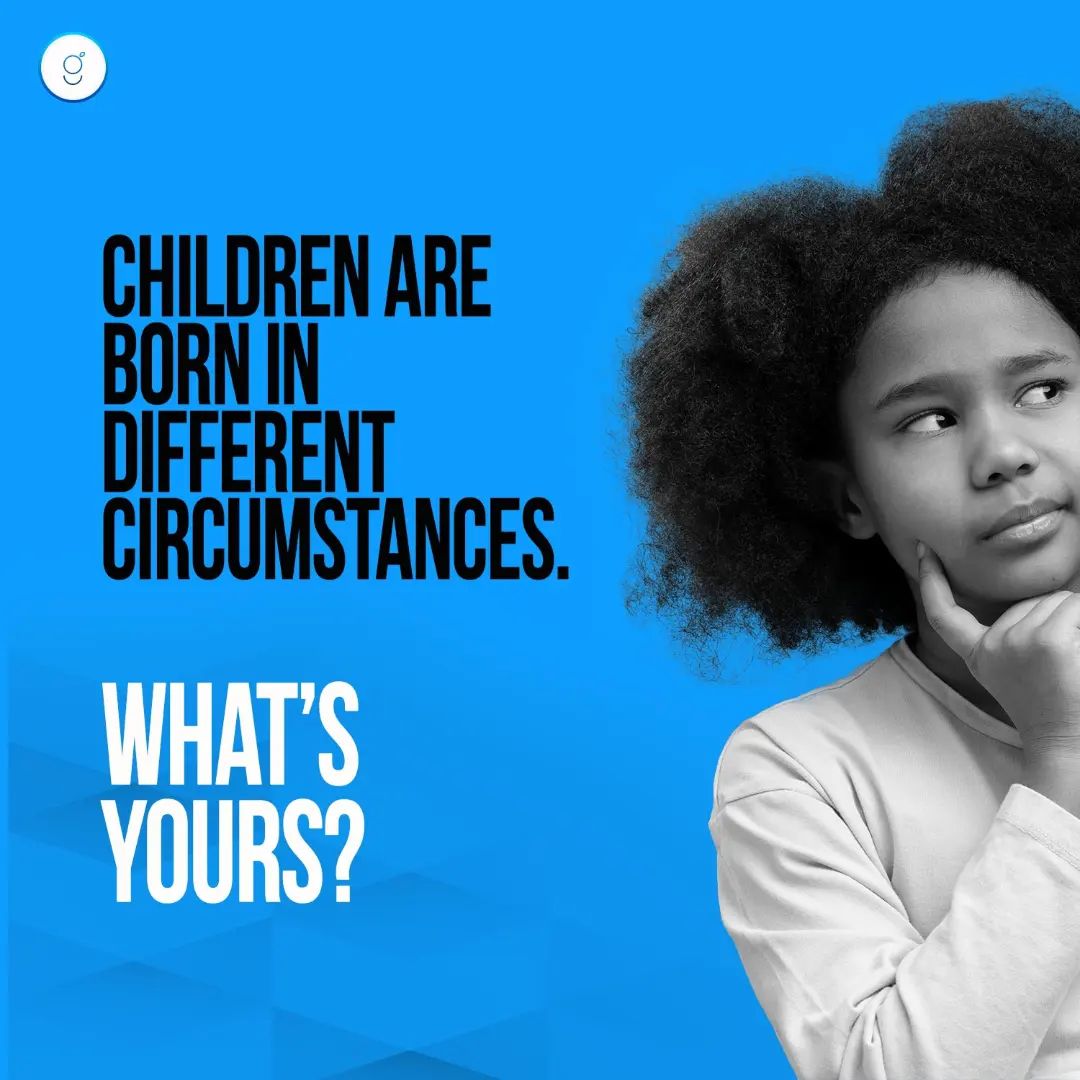 g
CHILDREN ARE
BORN IN
DIFFERENT
CIRCUMSTANCES.
WHAT'S
YOURS?